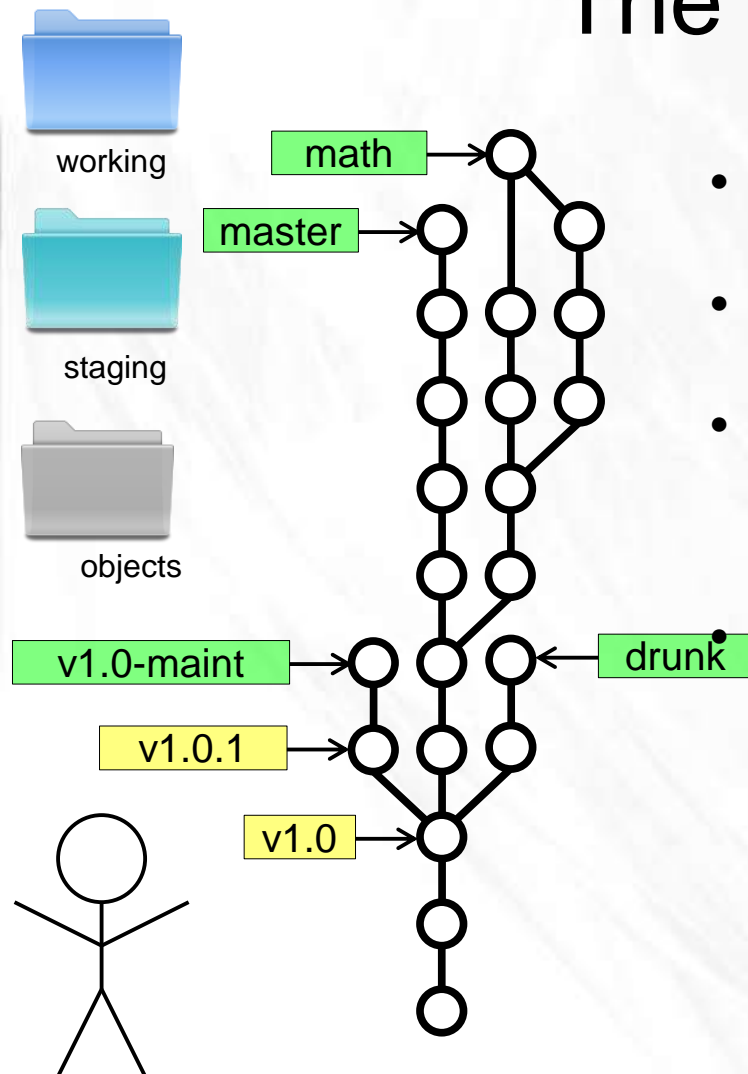 The
working
math
master
staging
objects
v1.0-maint
drunk
v1.0.1
v1.0